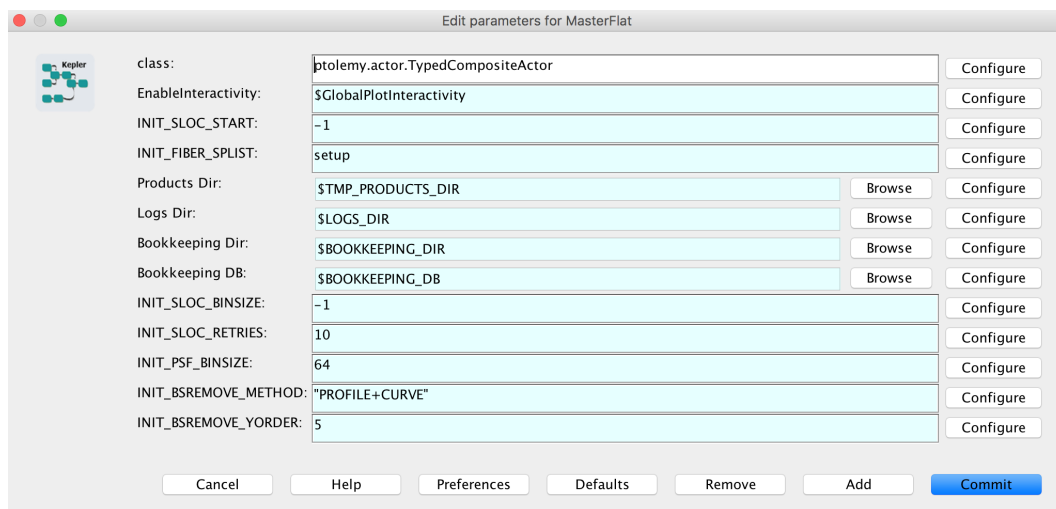 Edit parameters for MasterFlat
Kepler
class: ptolemy.actor.TypedCompositeActor Configure
EnableInteractivity: $GlobalPlotInteractivity Configure
INIT_SLOC_START: -1 Configure
INIT_FIBER_SPLIST: setup Configure
Products Dir: $TMP_PRODUCTS_DIR Browse Configure
Logs Dir: $LOGS_DIR Browse Configure
Bookkeeping Dir: $BOOKKEEPING_DIR Browse Configure
Bookkeeping DB: $BOOKKEEPING_DB Browse Configure
INIT_SLOC_BINSIZE: -1 Configure
INIT_SLOC_RETRIES: 10 Configure
INIT_PSF_BINSIZE: 64 Configure
INIT_BSREMOVE_METHOD: "PROFILE+CURVE" Configure
INIT_BSREMOVE_YORDER: 5 Configure
Cancel Help Preferences Defaults Remove Add Commit